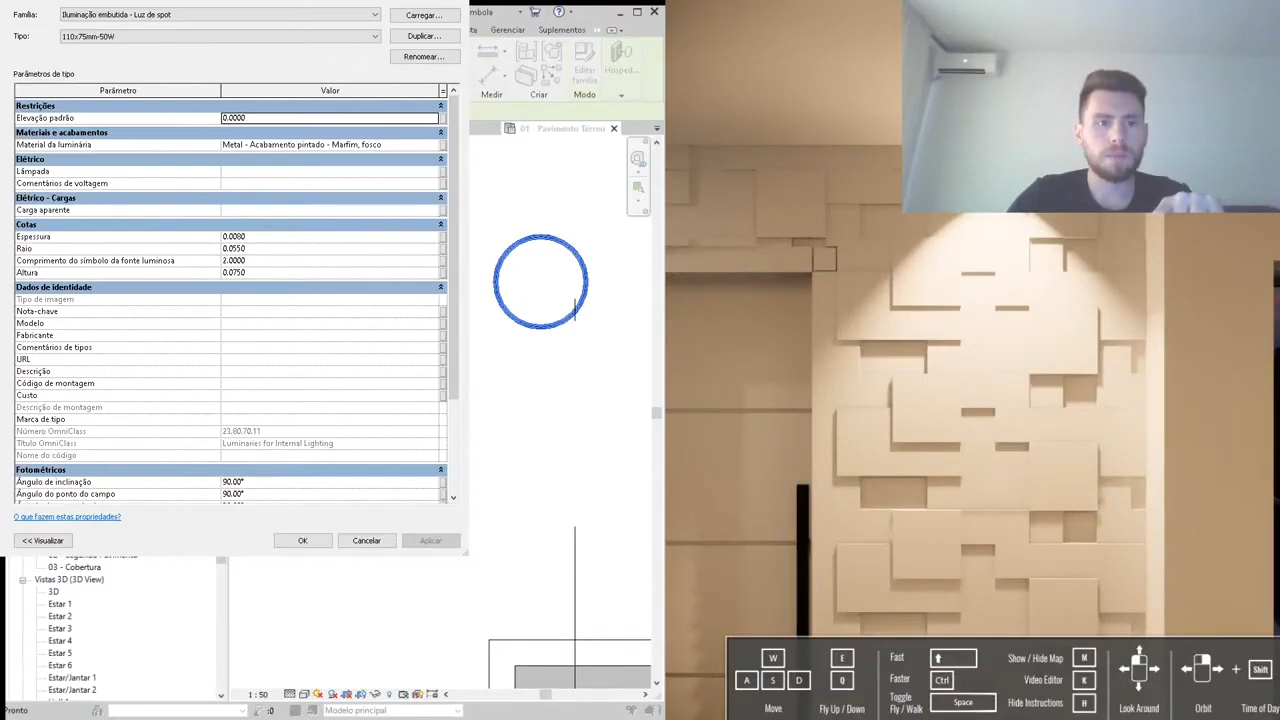 Família:
Iluminação embutida - Luz de spot
Carregar...
Tipo:
110x75mm-50W
Duplicar...
Renomear...
Parâmetros de tipo
Parâmetro
Valor
=
Restrições
Elevação padrão
0.0000
Materiais e acabamentos
Material da luminária
tal - Acabamento pintado - Marfim, fosco
Elétrico
Lâmpada
Comentários de voltagem
Elétrico - Cargas
Carga aparente
Cotas
Espessura
0.0080
Raio
0.0550
Comprimento do símbolo da fonte luminosa
2.0000
Altura
0.0750
Dados de identidade
Tipo de imagem
Nota-chave
Modelo
Fabricante
Comentários de tipos
URL
Descrição
Código de montagem
Custo
Descrição de montagem
Marca de tipo
Número OmniClass
23.80.70.11
Título OmniClass
Luminaries for Internal Lighting
Nome do código
Fotométricos
Ângulo de inclinação
90.00°
Ângulo do ponto do campo
90.00°
O que fazem estas propriedades?
<< Visualizar
OK
Cancelar
Aplicar
03 - Cobertura
Vistas 3D (3D View)
3D
Estar 1
Estar 2
Estar 3
Estar 4
Estar 5
Estar 6
Estar/Jantar 1
Estar/Jantar 2
Pronto
:0
Modelo principal
1 : 50
mbola
ta
Gerenciar
Suplementos
Medir
Criar
Editar
família
Modo
Hosped...
01 - Pavimento Térreo
W
A
S
D
Move
E
Q
Fly Up / Down
Fast
Faster
Ctrl
Toggle
Fly / Walk
Space
Show / Hide Map
M
Video Editor
K
Hide Instructions
H
Look Around
Orbit
+
Shift
Time of Day